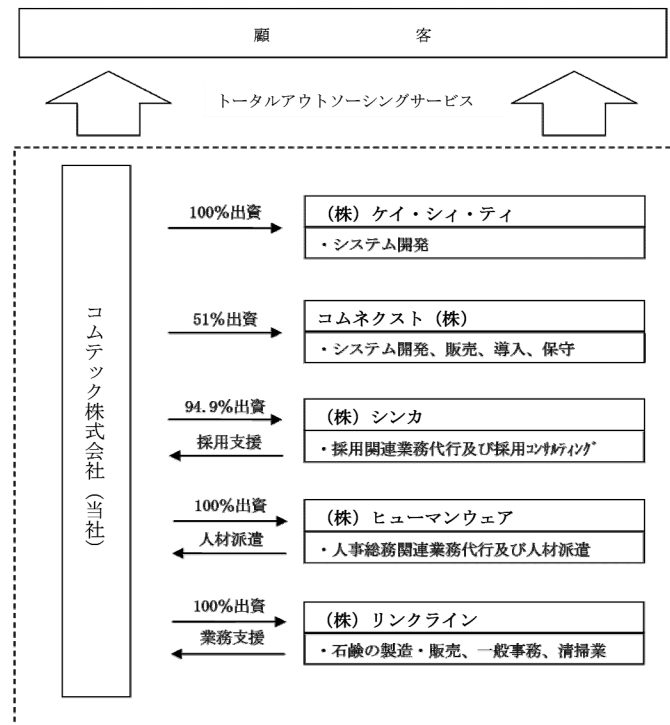 顧 客
トータルアウトソーシングサービス
コムテック株式会社(当社)
100%出資
(株)ケイ・シィ・ティ
・システム開発
51%出資
コムネクスト(株)
・システム開発、販売、導入、保守
94.9%出資
採用支援
(株)シンカ
・採用関連業務代行及び採用コンサルティング
100%出資
人材派遣
(株)ヒューマンウェア
・人事総務関連業務代行及び人材派遣
100%出資
業務支援
(株)リンクライン
・石鹸の製造・販売、一般事務、清掃業